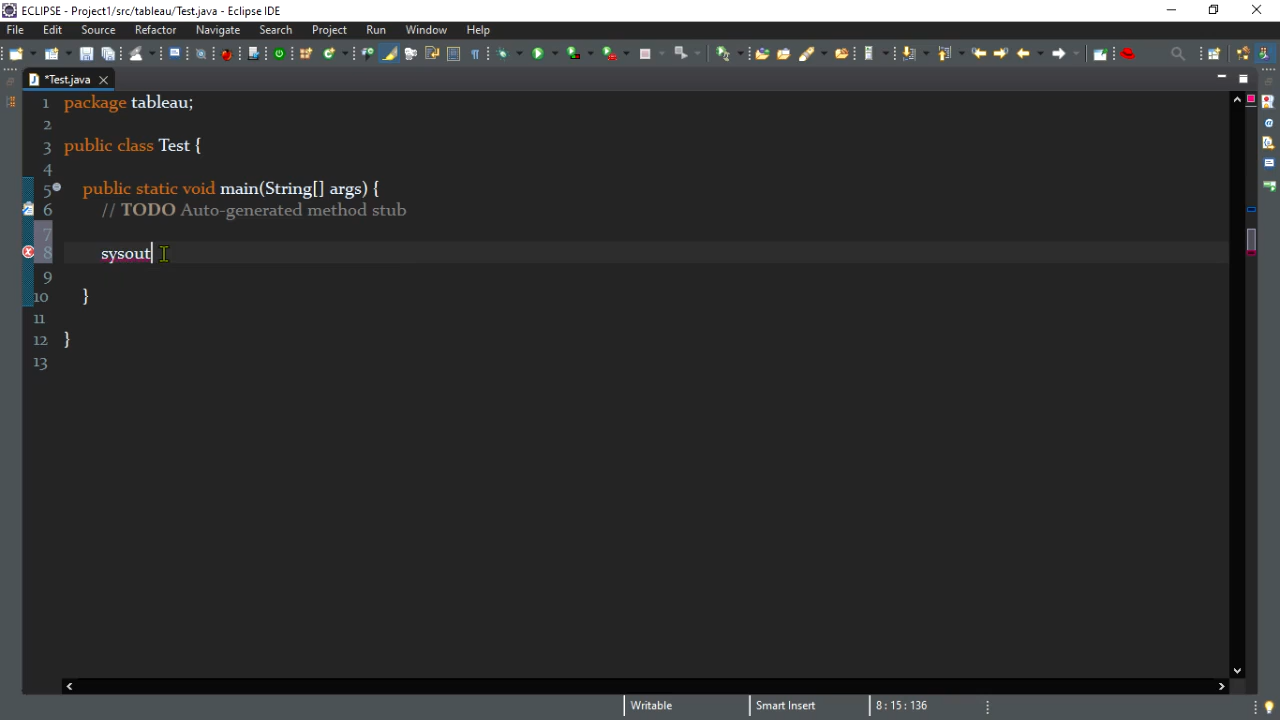 ECLIPSE - Project1/src/tableau/Test.java - Eclipse IDE
File Edit Source Refactor Navigate Search Project Run Window Help
*Test.java
1 package tableau;
2
3 public class Test {
4
5 public static void main(String[] args) {
6 // TODO Auto-generated method stub
7
8 sysout
9
10 }
11
12 }
13
Writable Smart Insert 8 : 15 : 136